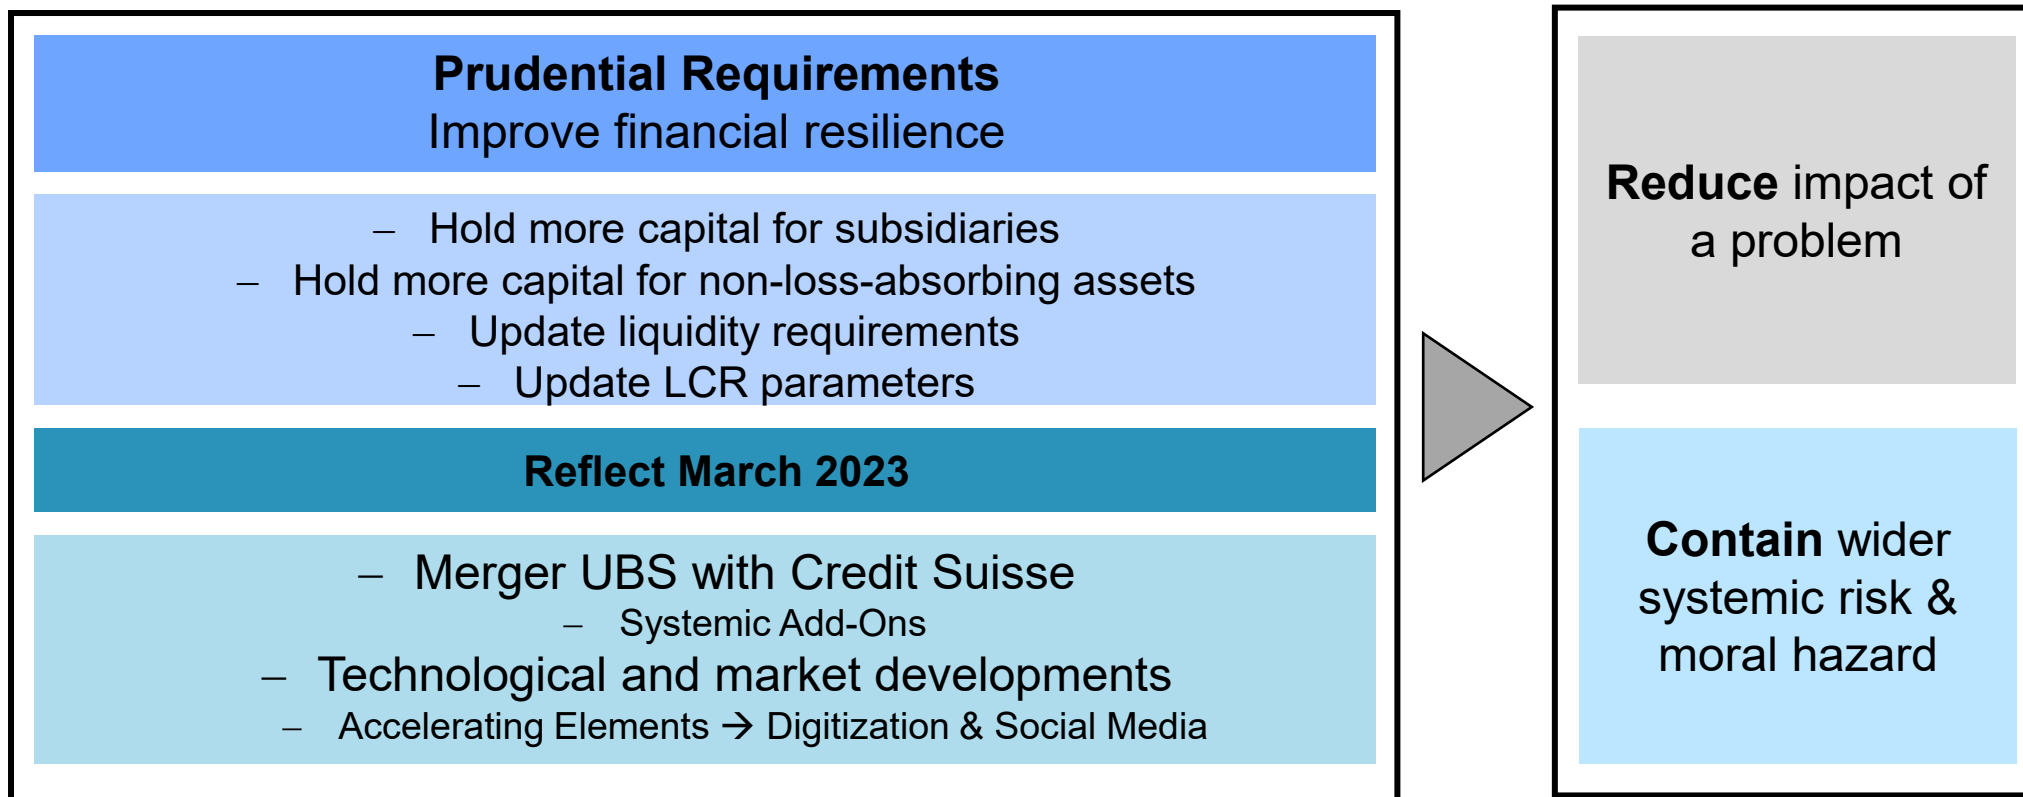 Prudential Requirements
Improve financial resilience
– Hold more capital for subsidiaries
– Hold more capital for non-loss-absorbing assets
– Update liquidity requirements
– Update LCR parameters
Reflect March 2023
– Merger UBS with Credit Suisse
– Systemic Add-Ons
– Technological and market developments
– Accelerating Elements → Digitization & Social Media
Reduce impact of
a problem
Contain wider
systemic risk &
moral hazard